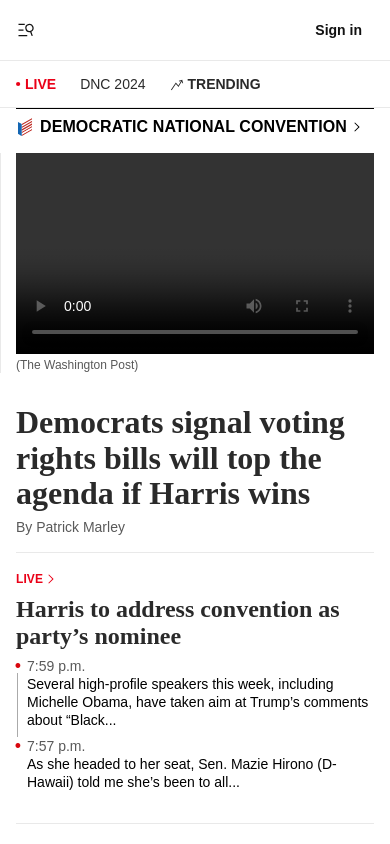 Sign in
LIVE DNC 2024 TRENDING
DEMOCRATIC NATIONAL CONVENTION
0:00
(The Washington Post)
Democrats signal voting
rights bills will top the
agenda if Harris wins
By Patrick Marley
LIVE
Harris to address convention as
party’s nominee
7:59 p.m.
Several high-profile speakers this week, including
Michelle Obama, have taken aim at Trump’s comments
about “Black...
7:57 p.m.
As she headed to her seat, Sen. Mazie Hirono (D-
Hawaii) told me she’s been to all...